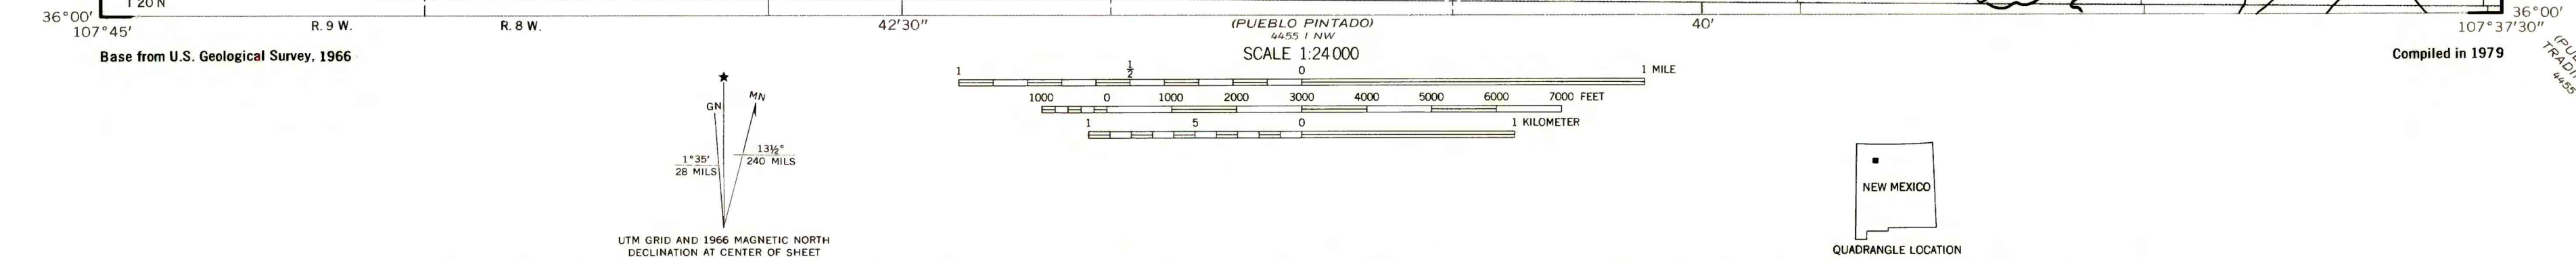 T 20 N
36°00'
107°45'
R. 9 W.
R. 8 W.
42'30"
(PUEBLO PINTADO)
4455 I NW
40'
36°00'
107°37'30"
Base from U.S. Geological Survey, 1966
SCALE 1:24 000
Compiled in 1979
1 ½ 0 1 MILE
1000 0 1000 2000 3000 4000 5000 6000 7000 FEET
1 5 0 1 KILOMETER
GN
MN
1°35'
28 MILS
13½°
240 MILS
UTM GRID AND 1966 MAGNETIC NORTH
DECLINATION AT CENTER OF SHEET
NEW MEXICO
QUADRANGLE LOCATION
4455